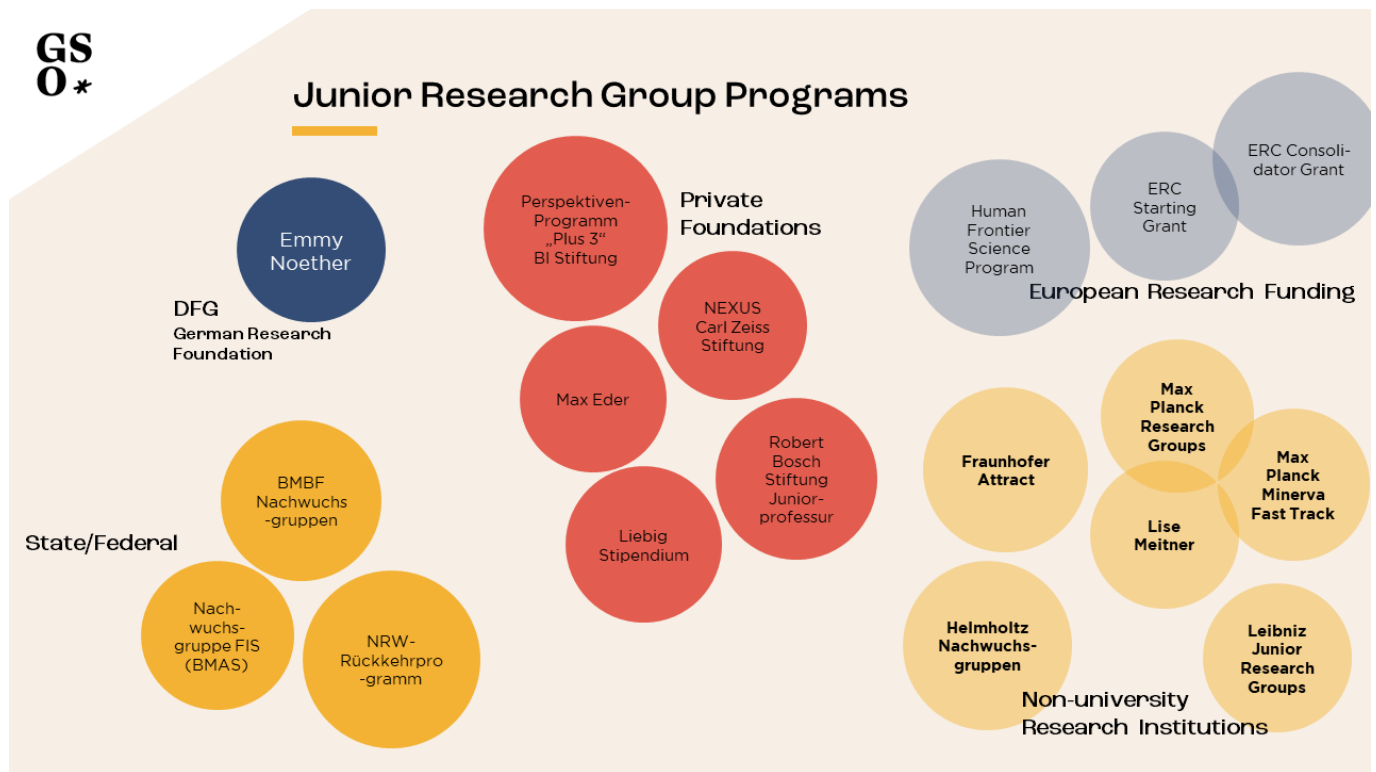 GS
O*
Junior Research Group Programs
Emmy
Noether
DFG
German Research
Foundation
BMBF
Nachwuchs
-gruppen
State/Federal
Nach-
wuchs-
gruppe FIS
(BMAS)
NRW-
Rückkehrpro
-gramm
Perspektiven-
Programm
„Plus 3“
BI Stiftung
Private
Foundations
NEXUS
Carl Zeiss
Stiftung
Max Eder
Robert
Bosch
Stiftung
Junior-
professur
Liebig
Stipendium
Human
Frontier
Science
Program
ERC
Starting
Grant
ERC Consoli-
dator Grant
European Research Funding
Fraunhofer
Attract
Max
Planck
Research
Groups
Max
Planck
Minerva
Fast Track
Lise
Meitner
Helmholtz
Nachwuchs-
gruppen
Leibniz
Junior
Research
Groups
Non-university
Research Institutions